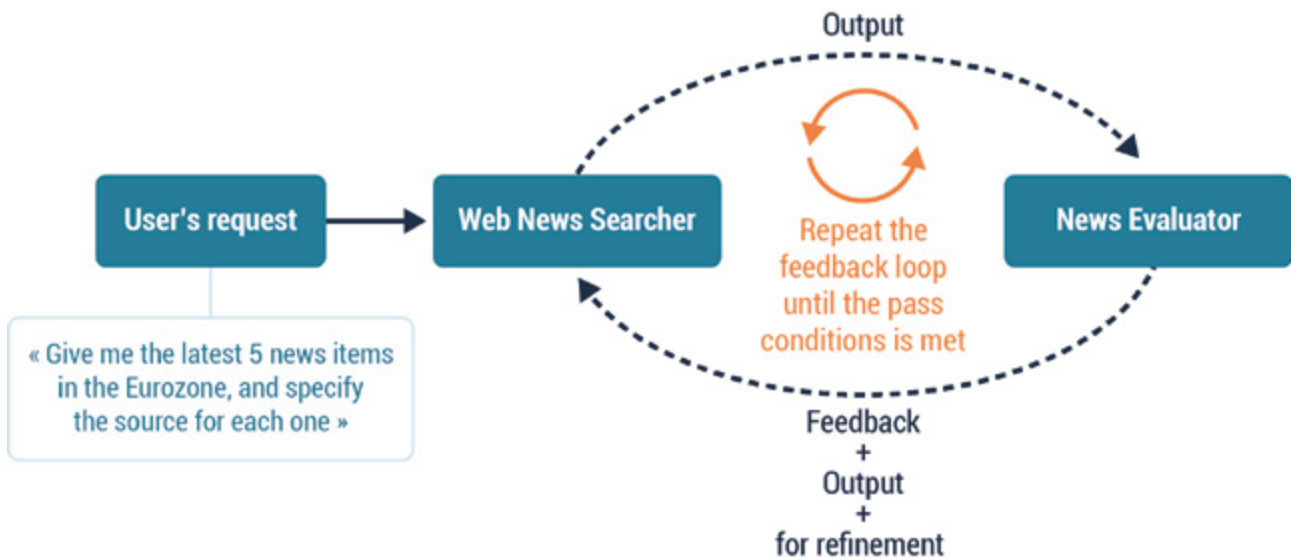 Output
User's request
Web News Searcher
News Evaluator
Repeat the
feedback loop
until the pass
conditions is met
« Give me the latest 5 news items
in the Eurozone, and specify
the source for each one »
Feedback
+
Output
+
for refinement